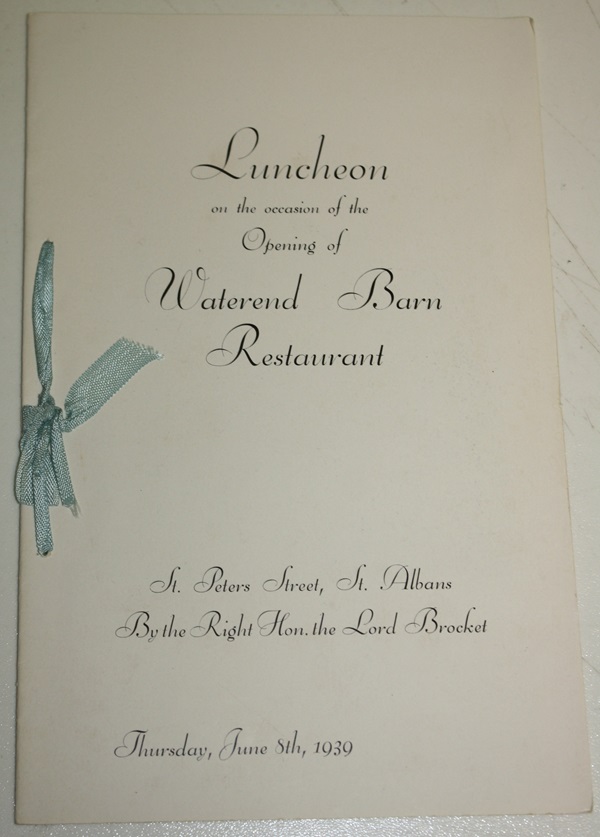 Luncheon
on the occasion of the
Opening of
Waterend Barn
Restaurant
St. Peters Street, St. Albans
By the Right Hon. the Lord Brocket
Thursday, June 8th, 1939